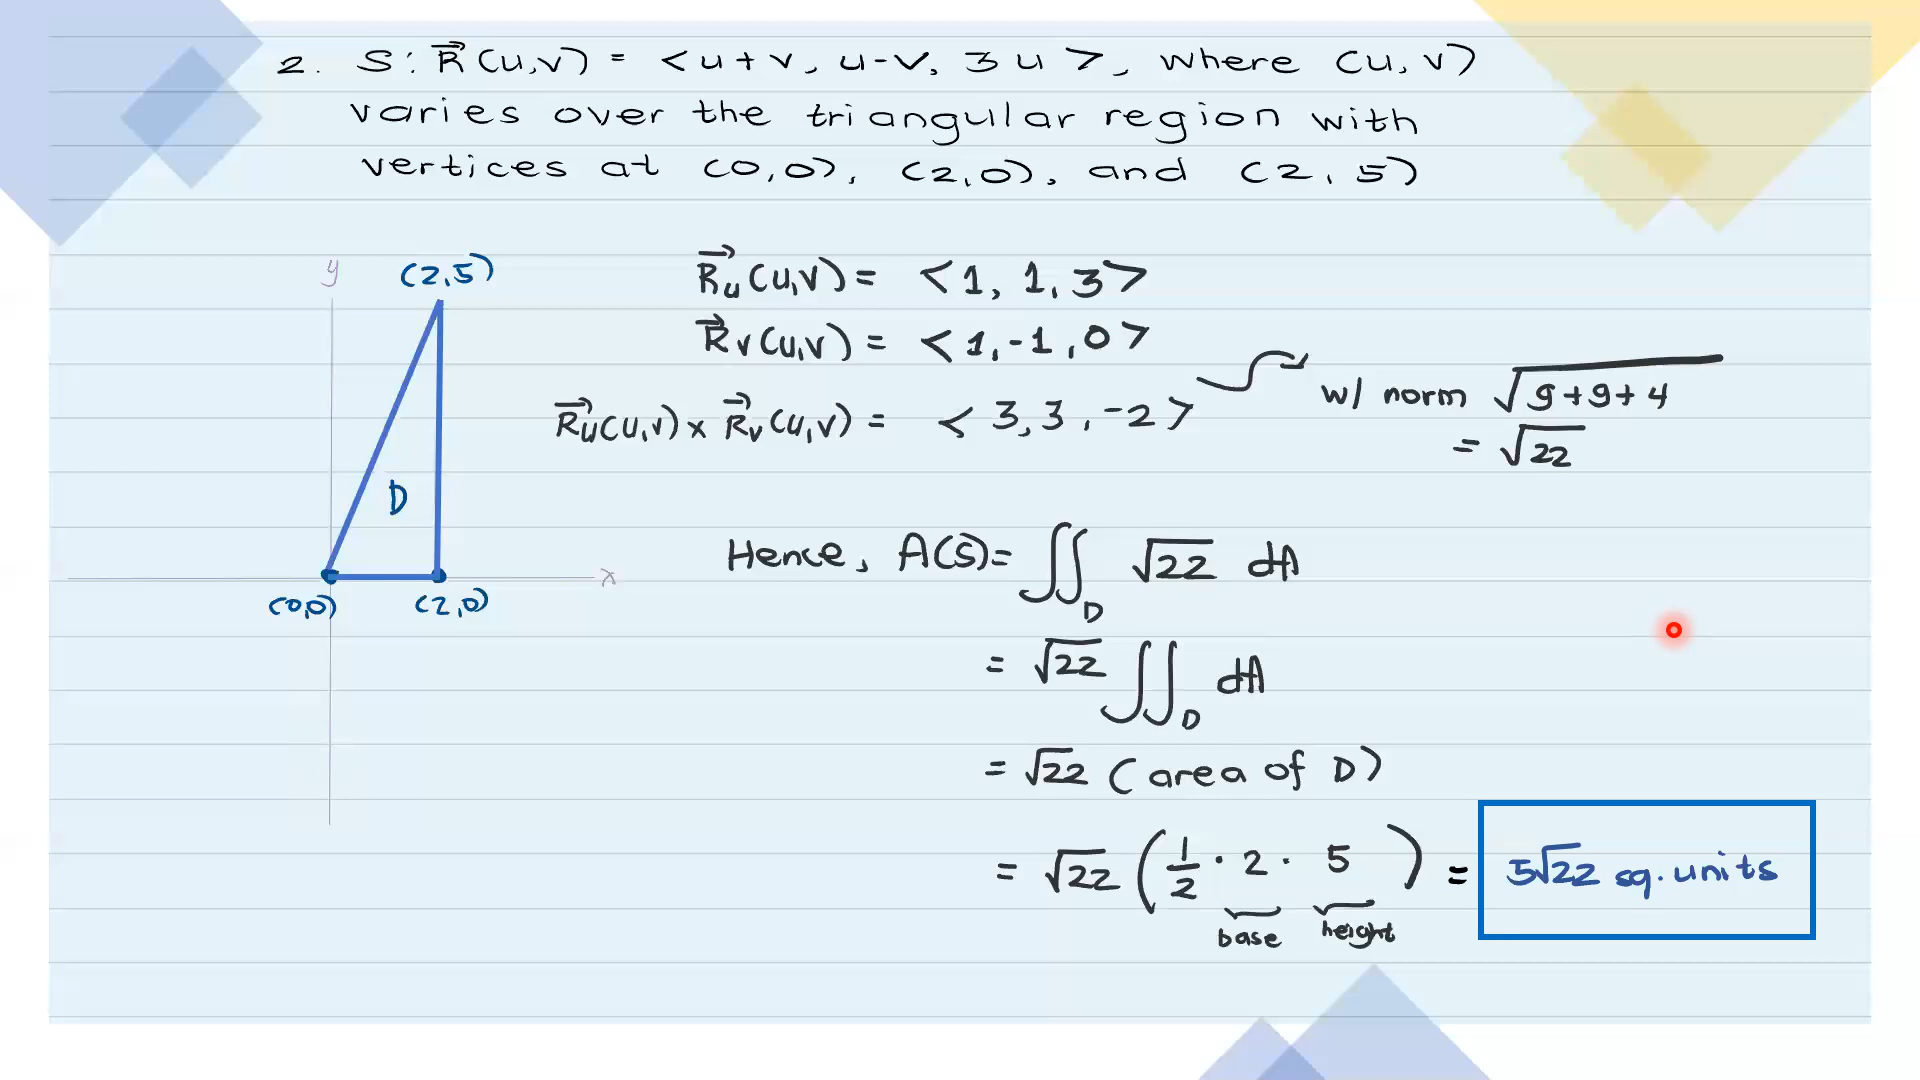 2. S: R⃗(u,v) = <u+v, u-v, 3u>, where (u,v)
varies over the triangular region with
vertices at (0,0), (2,0), and (2,5)
y
(2,5)
D
x
(0,0)
(2,0)
R⃗u(u,v) = <1, 1, 3>
R⃗v(u,v) = <1, -1, 0>
R⃗u(u,v) x R⃗v(u,v) = <3, 3, -2>
w/ norm √(9+9+4)
= √22
Hence, A(S) = ∬D √22 dA
= √22 ∬D dA
= √22 (area of D)
= √22 (1/2 · 2 · 5) = 5√22 sq. units
base height